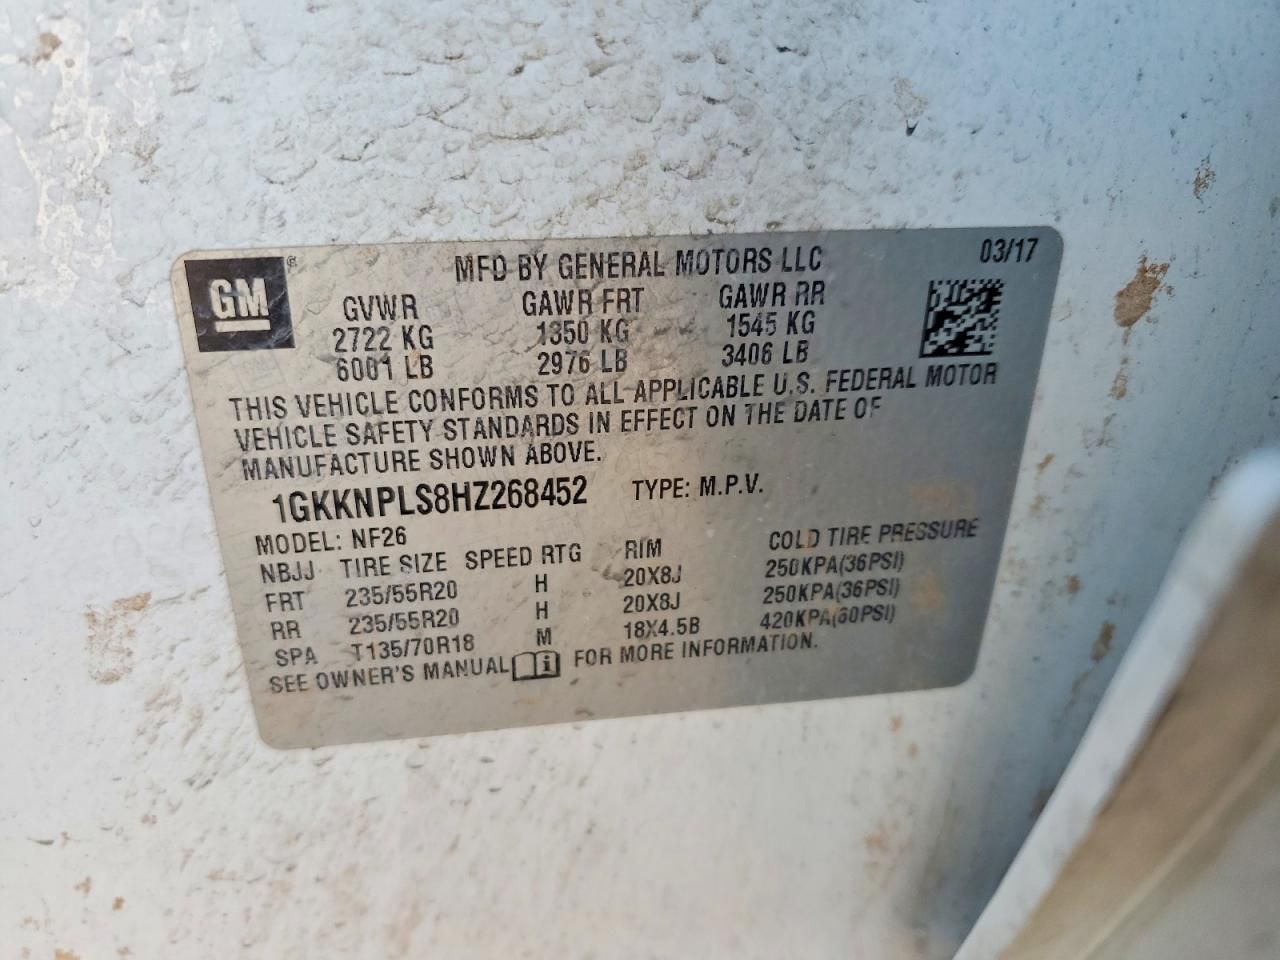 GM ® MFD BY GENERAL MOTORS LLC 03/17
GVWR GAWR FRT GAWR RR
2722 KG 1350 KG 1545 KG
6001 LB 2976 LB 3406 LB
THIS VEHICLE CONFORMS TO ALL APPLICABLE U.S. FEDERAL MOTOR
VEHICLE SAFETY STANDARDS IN EFFECT ON THE DATE OF
MANUFACTURE SHOWN ABOVE.
1GKKNPLS8HZ268452 TYPE: M.P.V.
MODEL: NF26
NBJJ TIRE SIZE SPEED RTG RIM COLD TIRE PRESSURE
FRT 235/55R20 H 20X8J 250KPA(36PSI)
RR 235/55R20 H 20X8J 250KPA(36PSI)
SPA T135/70R18 M 18X4.5B 420KPA(60PSI)
SEE OWNER'S MANUAL i FOR MORE INFORMATION.